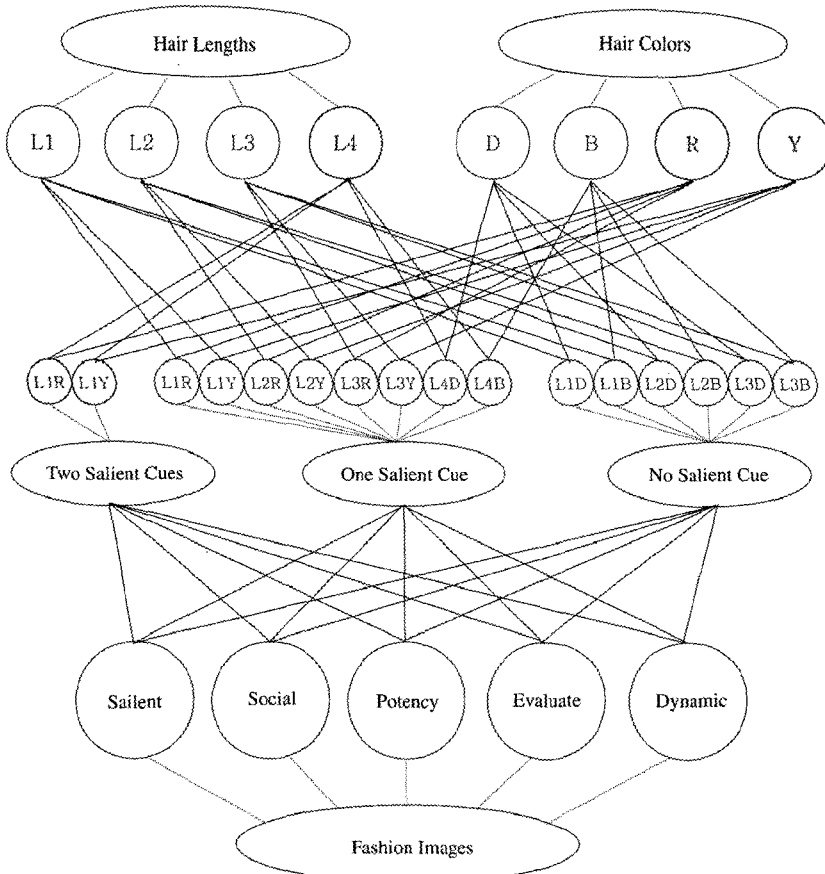 Hair Lengths
Hair Colors
L1
L2
L3
L4
D
B
R
Y
L1R
L1Y
L1R
L1Y
L2R
L2Y
L3R
L3Y
L4D
L4B
L1D
L1B
L2D
L2B
L3D
L3B
Two Salient Cues
One Salient Cue
No Salient Cue
Sailent
Social
Potency
Evaluate
Dynamic
Fashion Images